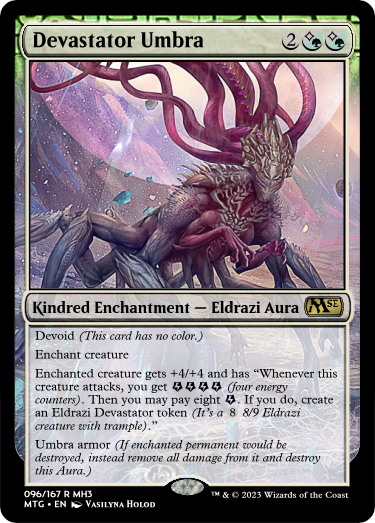 Devastator Umbra 2
Kindred Enchantment — Eldrazi Aura M SE
Devoid (This card has no color.)
Enchant creature
Enchanted creature gets +4/+4 and has “Whenever this
creature attacks, you get (four energy
counters). Then you may pay eight . If you do, create
an Eldrazi Devastator token (It’s a 8 8/9 Eldrazi
creature with trample).”
Umbra armor (If enchanted permanent would be
destroyed, instead remove all damage from it and destroy
this Aura.)
096/167 R MH3
MTG • EN Vasilyna Holod
™ & © 2023 Wizards of the Coast